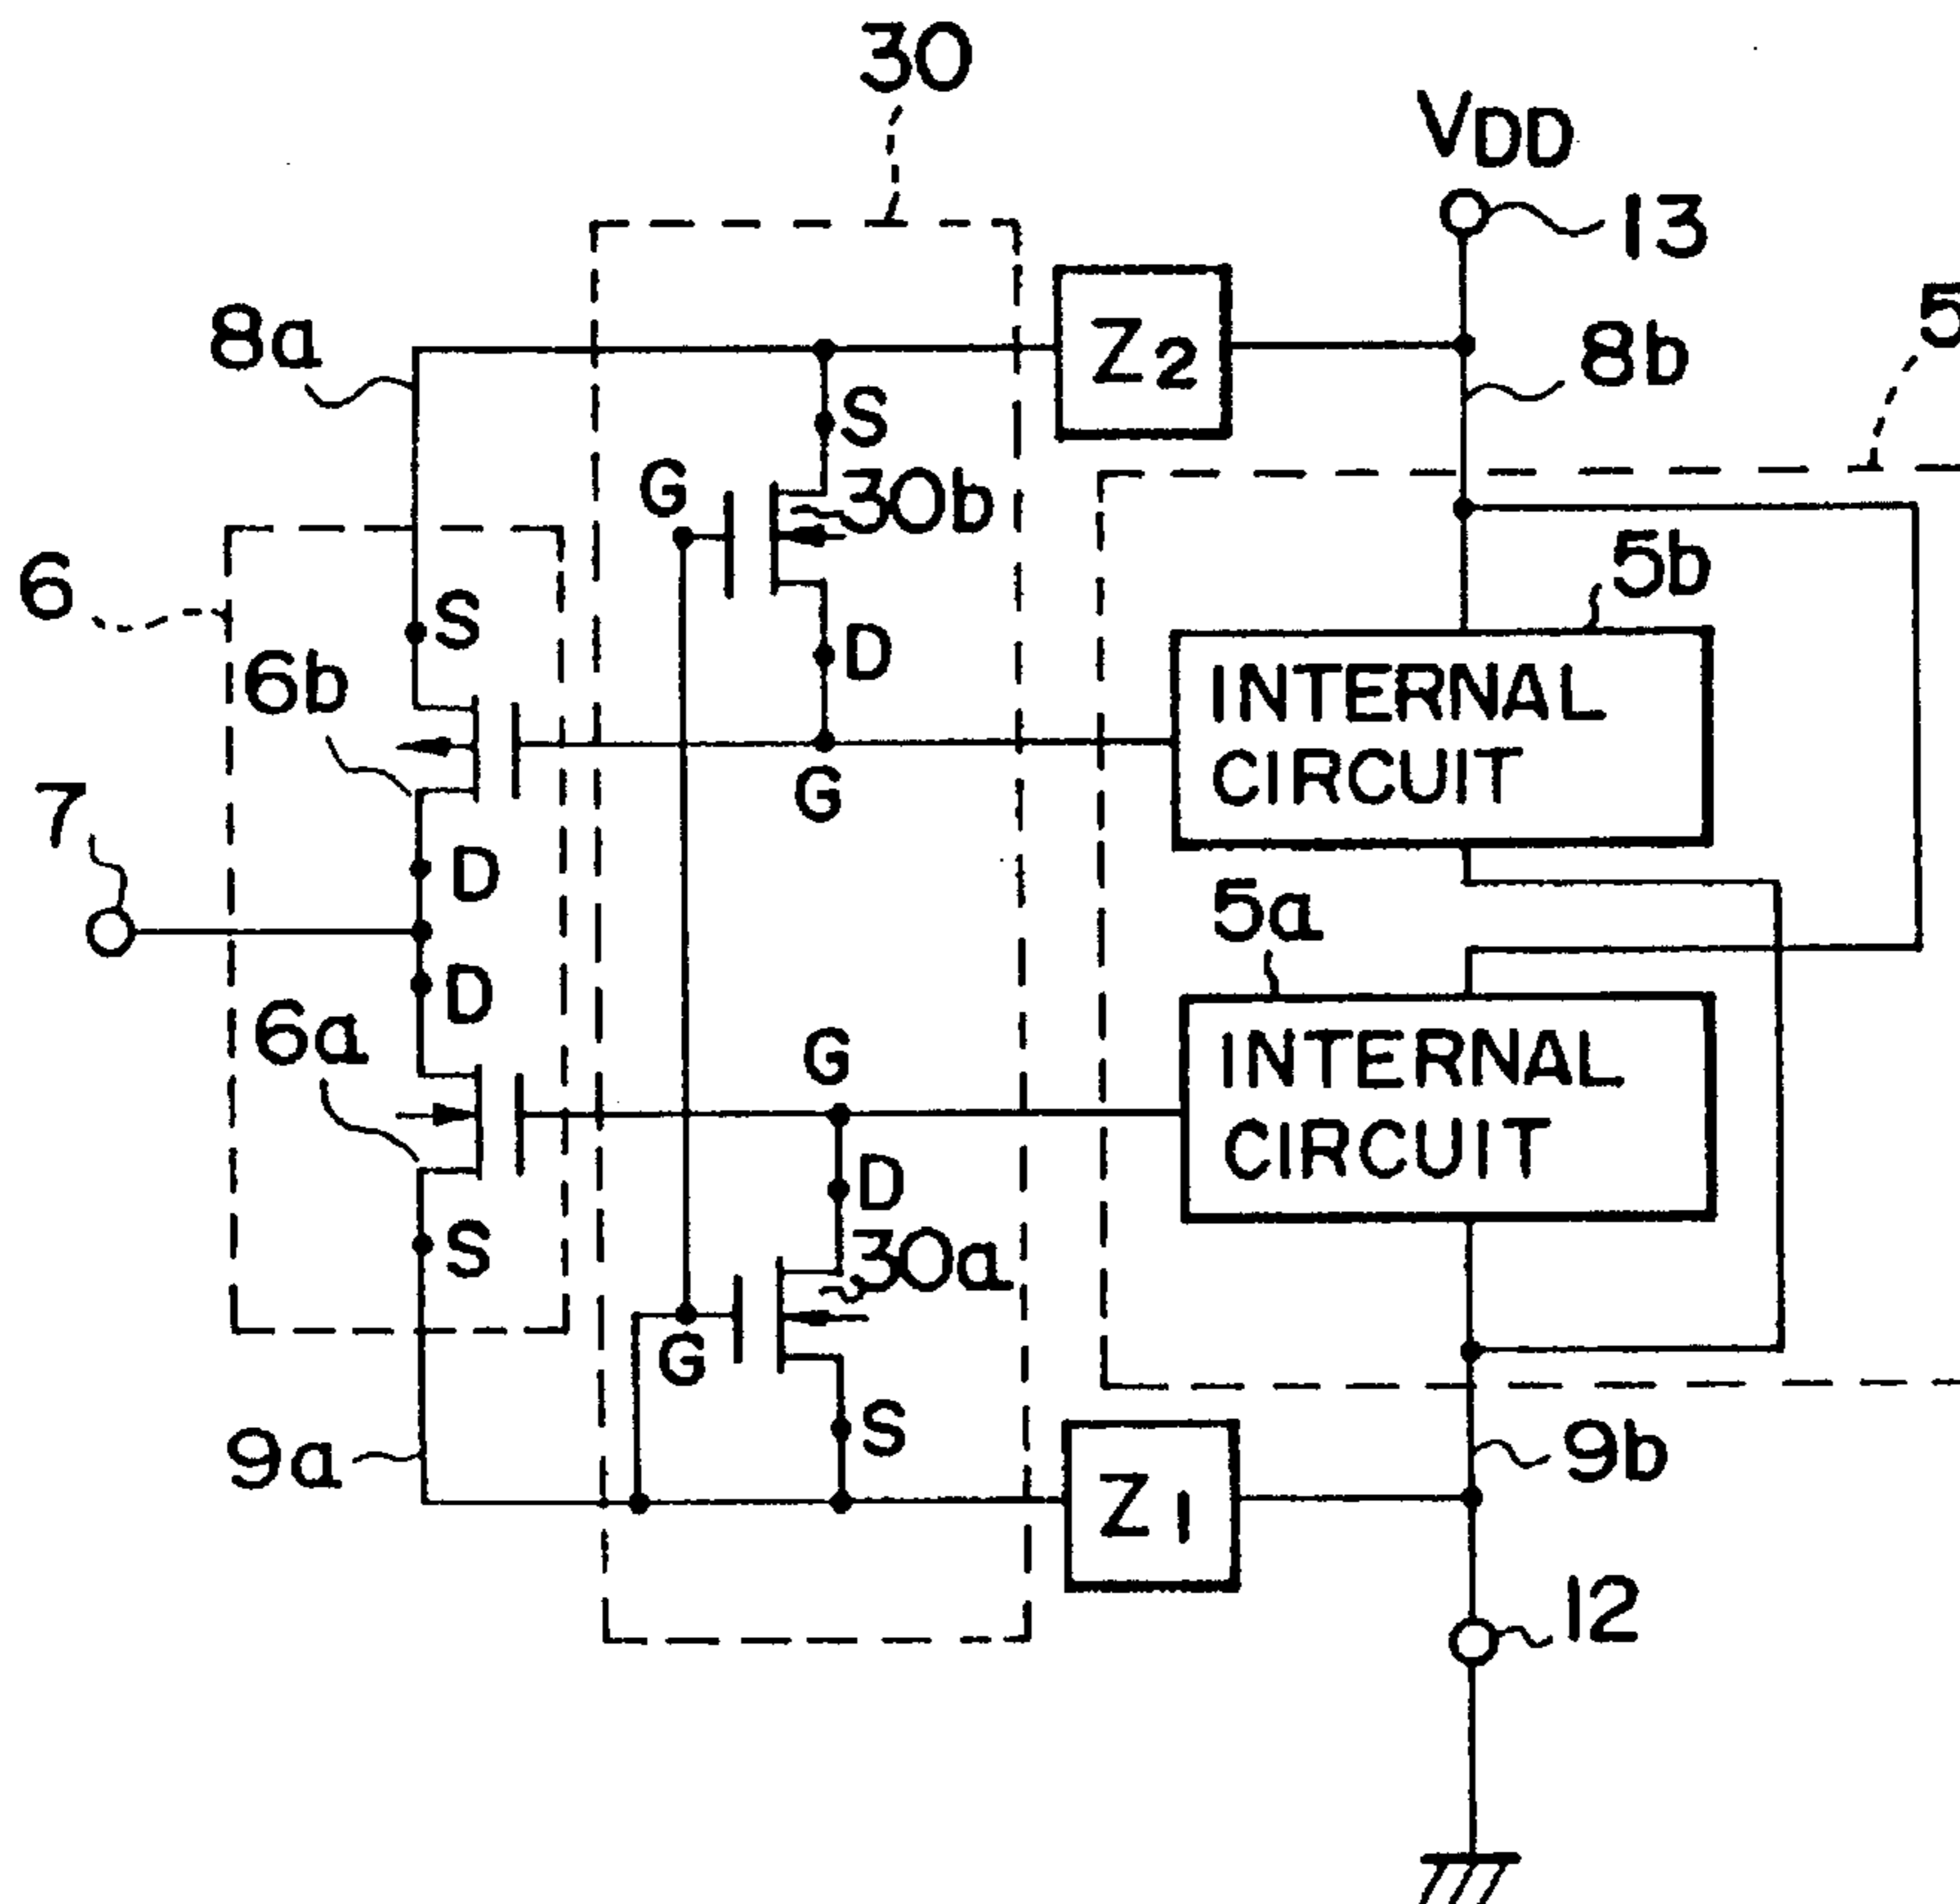 30
VDD
13
5
8a
Z2
8b
S
30b
G
5b
6
S
D
6b
INTERNAL
CIRCUIT
G
7
D
5a
D
6a
G
INTERNAL
CIRCUIT
D
S
30a
G
S
9a
9b
Z1
12